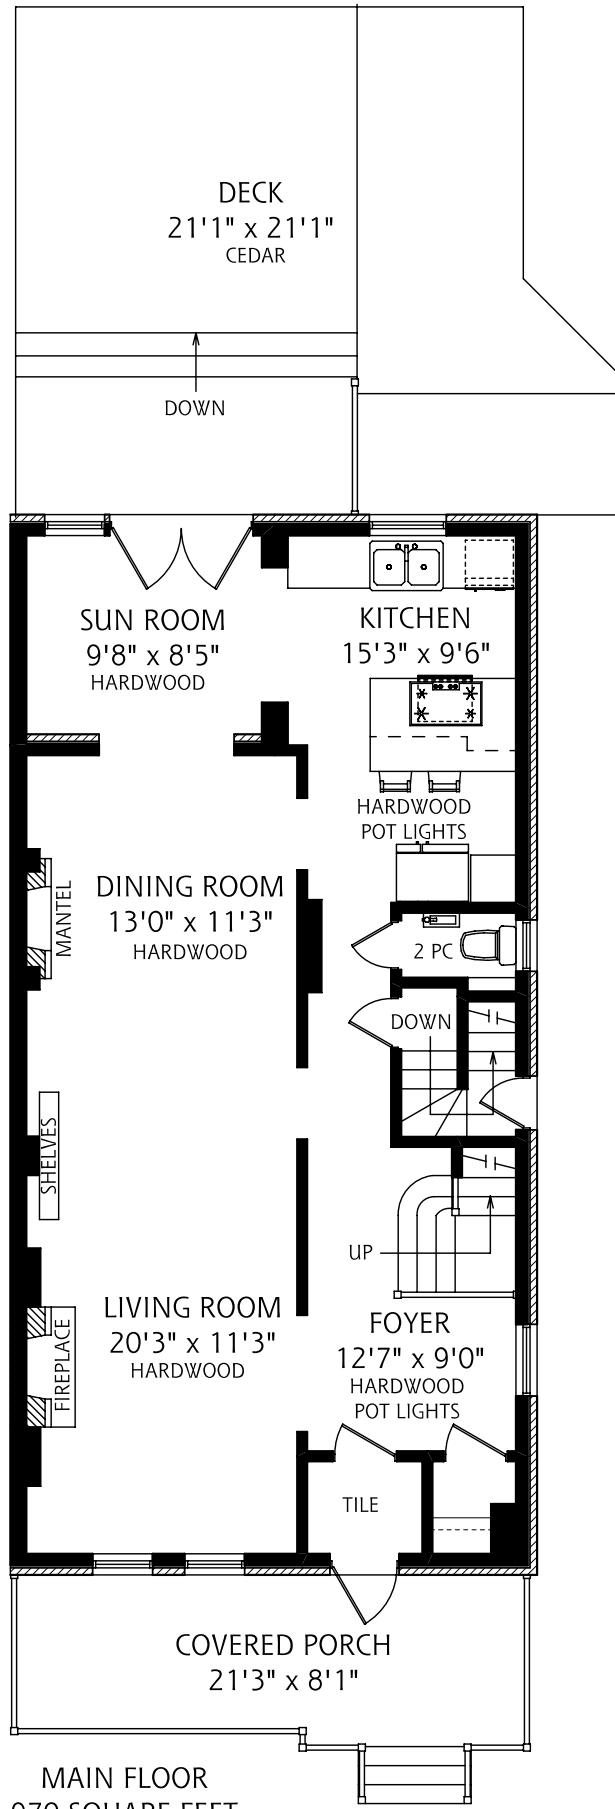 DECK
21'1" x 21'1"
CEDAR
DOWN
SUN ROOM
9'8" x 8'5"
HARDWOOD
KITCHEN
15'3" x 9'6"
HARDWOOD
POT LIGHTS
DINING ROOM
13'0" x 11'3"
HARDWOOD
MANTEL
2 PC
DOWN
SHELVES
UP
LIVING ROOM
20'3" x 11'3"
HARDWOOD
FIREPLACE
FOYER
12'7" x 9'0"
HARDWOOD
POT LIGHTS
TILE
COVERED PORCH
21'3" x 8'1"
MAIN FLOOR
SQUARE FEET